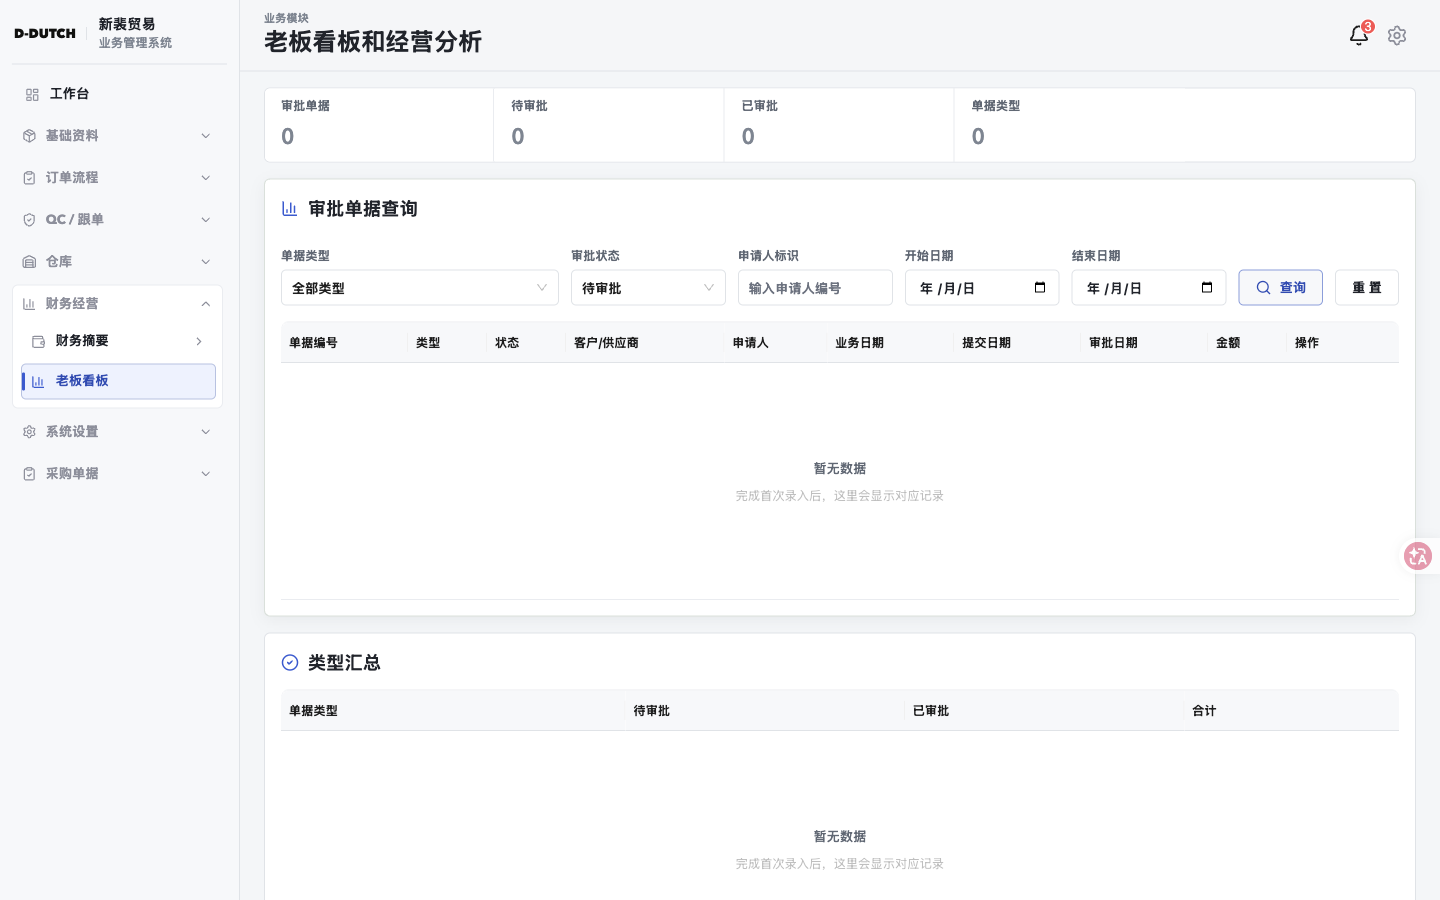 D-DUTCH
新裴贸易
业务管理系统
工作台
基础资料
订单流程
QC / 跟单
仓库
财务经营
财务摘要
老板看板
系统设置
采购单据
业务模块
老板看板和经营分析
3
审批单据
0
待审批
0
已审批
0
单据类型
0
审批单据查询
单据类型
全部类型
审批状态
待审批
申请人标识
输入申请人编号
开始日期
年 /月/日
结束日期
年 /月/日
查询
重 置
单据编号 类型 状态 客户/供应商 申请人 业务日期 提交日期 审批日期 金额 操作
暂无数据
完成首次录入后，这里会显示对应记录
类型汇总
单据类型 待审批 已审批 合计
暂无数据
完成首次录入后，这里会显示对应记录